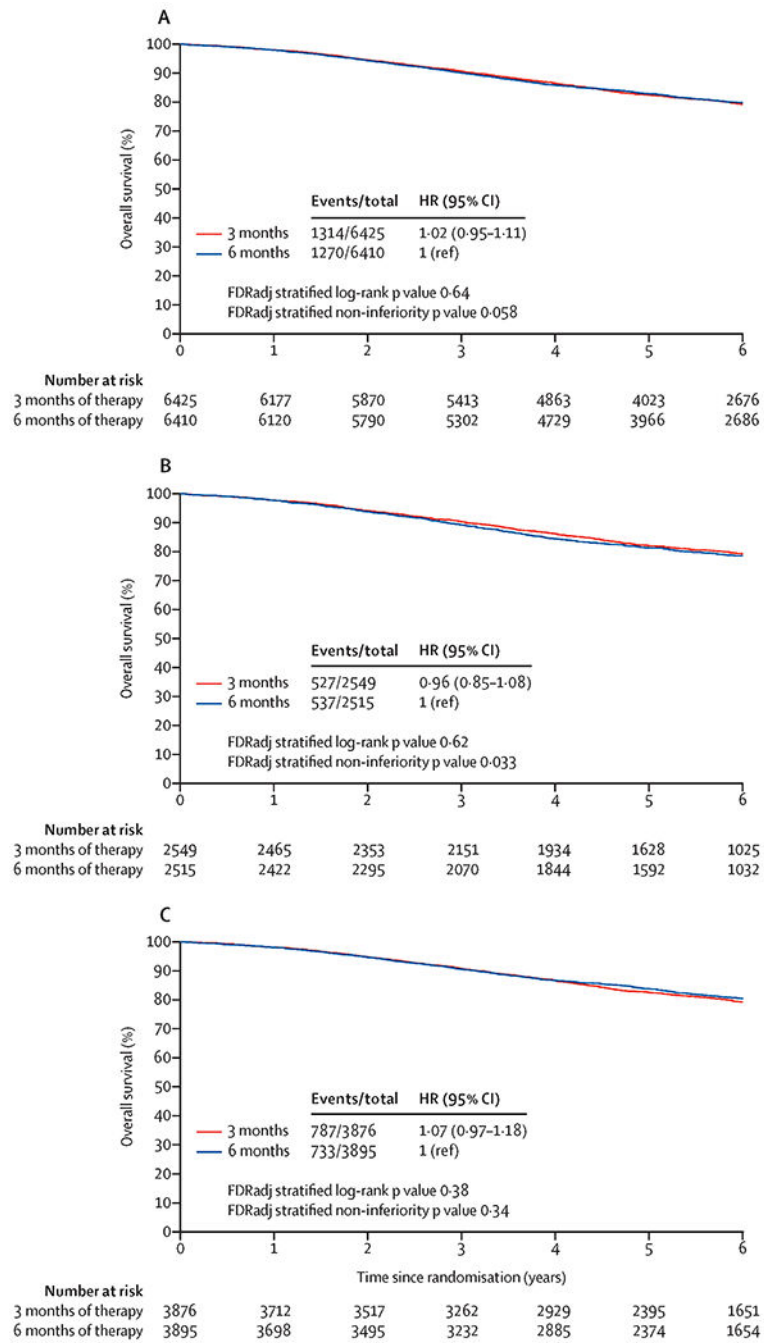 A
100
90
80
70
60
50
40
30
20
10
0
Overall survival (%)
Events/total HR (95% CI)
3 months 1314/6425 1·02 (0·95–1·11)
6 months 1270/6410 1 (ref)
FDRadj stratified log-rank p value 0·64
FDRadj stratified non-inferiority p value 0·058
0 1 2 3 4 5 6
Number at risk
3 months of therapy 6425 6177 5870 5413 4863 4023 2676
6 months of therapy 6410 6120 5790 5302 4729 3966 2686
B
100
90
80
70
60
50
40
30
20
10
0
Overall survival (%)
Events/total HR (95% CI)
3 months 527/2549 0·96 (0·85–1·08)
6 months 537/2515 1 (ref)
FDRadj stratified log-rank p value 0·62
FDRadj stratified non-inferiority p value 0·033
0 1 2 3 4 5 6
Number at risk
3 months of therapy 2549 2465 2353 2151 1934 1628 1025
6 months of therapy 2515 2422 2295 2070 1844 1592 1032
C
100
90
80
70
60
50
40
30
20
10
0
Overall survival (%)
Events/total HR (95% CI)
3 months 787/3876 1·07 (0·97–1·18)
6 months 733/3895 1 (ref)
FDRadj stratified log-rank p value 0·38
FDRadj stratified non-inferiority p value 0·34
0 1 2 3 4 5 6
Time since randomisation (years)
Number at risk
3 months of therapy 3876 3712 3517 3262 2929 2395 1651
6 months of therapy 3895 3698 3495 3232 2885 2374 1654